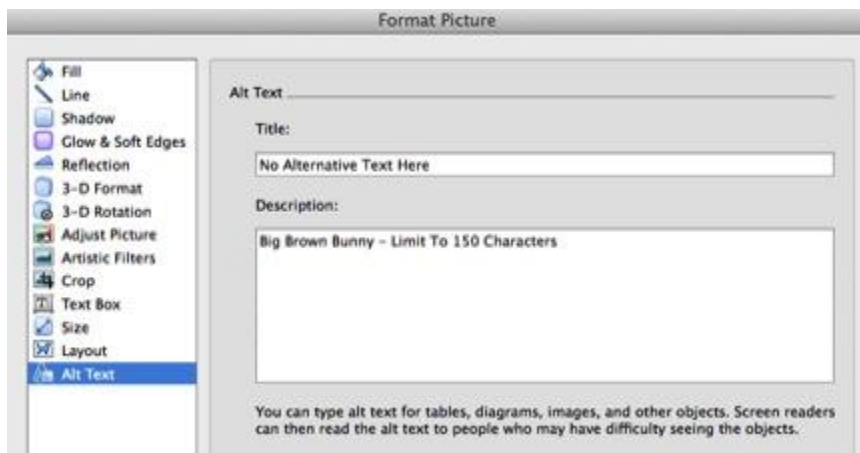 Format Picture
Fill
Line
Shadow
Glow & Soft Edges
Reflection
3-D Format
3-D Rotation
Adjust Picture
Artistic Filters
Crop
Text Box
Size
Layout
Alt Text
Alt Text
Title:
No Alternative Text Here
Description:
Big Brown Bunny – Limit To 150 Characters
You can type alt text for tables, diagrams, images, and other objects. Screen readers
can then read the alt text to people who may have difficulty seeing the objects.